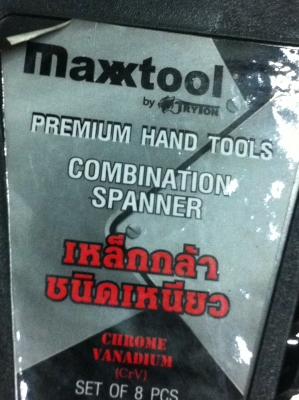 maxxtool
by TRYSON
PREMIUM HAND TOOLS
COMBINATION
SPANNER
เหล็กกล้า
ชนิดเหนียว
CHROME
VANADIUM
(CrV)
SET OF 8 PCS